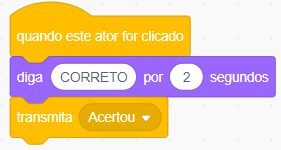 quando este ator for clicado
diga CORRETO por 2 segundos
transmita Acertou